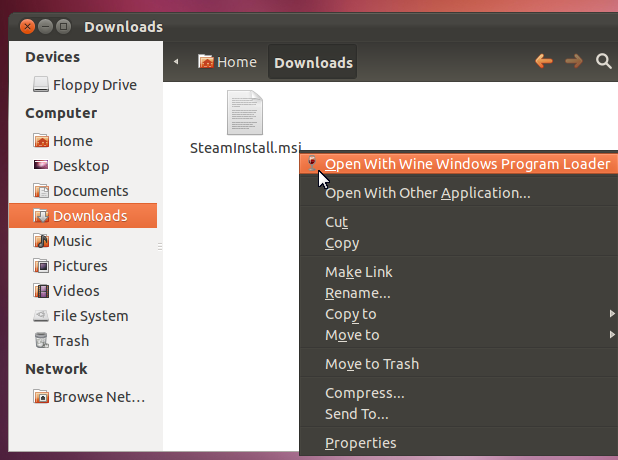 Downloads
Devices
Floppy Drive
Computer
Home
Desktop
Documents
Downloads
Music
Pictures
Videos
File System
Trash
Network
Browse Net...
Home
Downloads
SteamInstall.msi
Open With Wine Windows Program Loader
Open With Other Application...
Cut
Copy
Make Link
Rename...
Copy to
Move to
Move to Trash
Compress...
Send To...
Properties